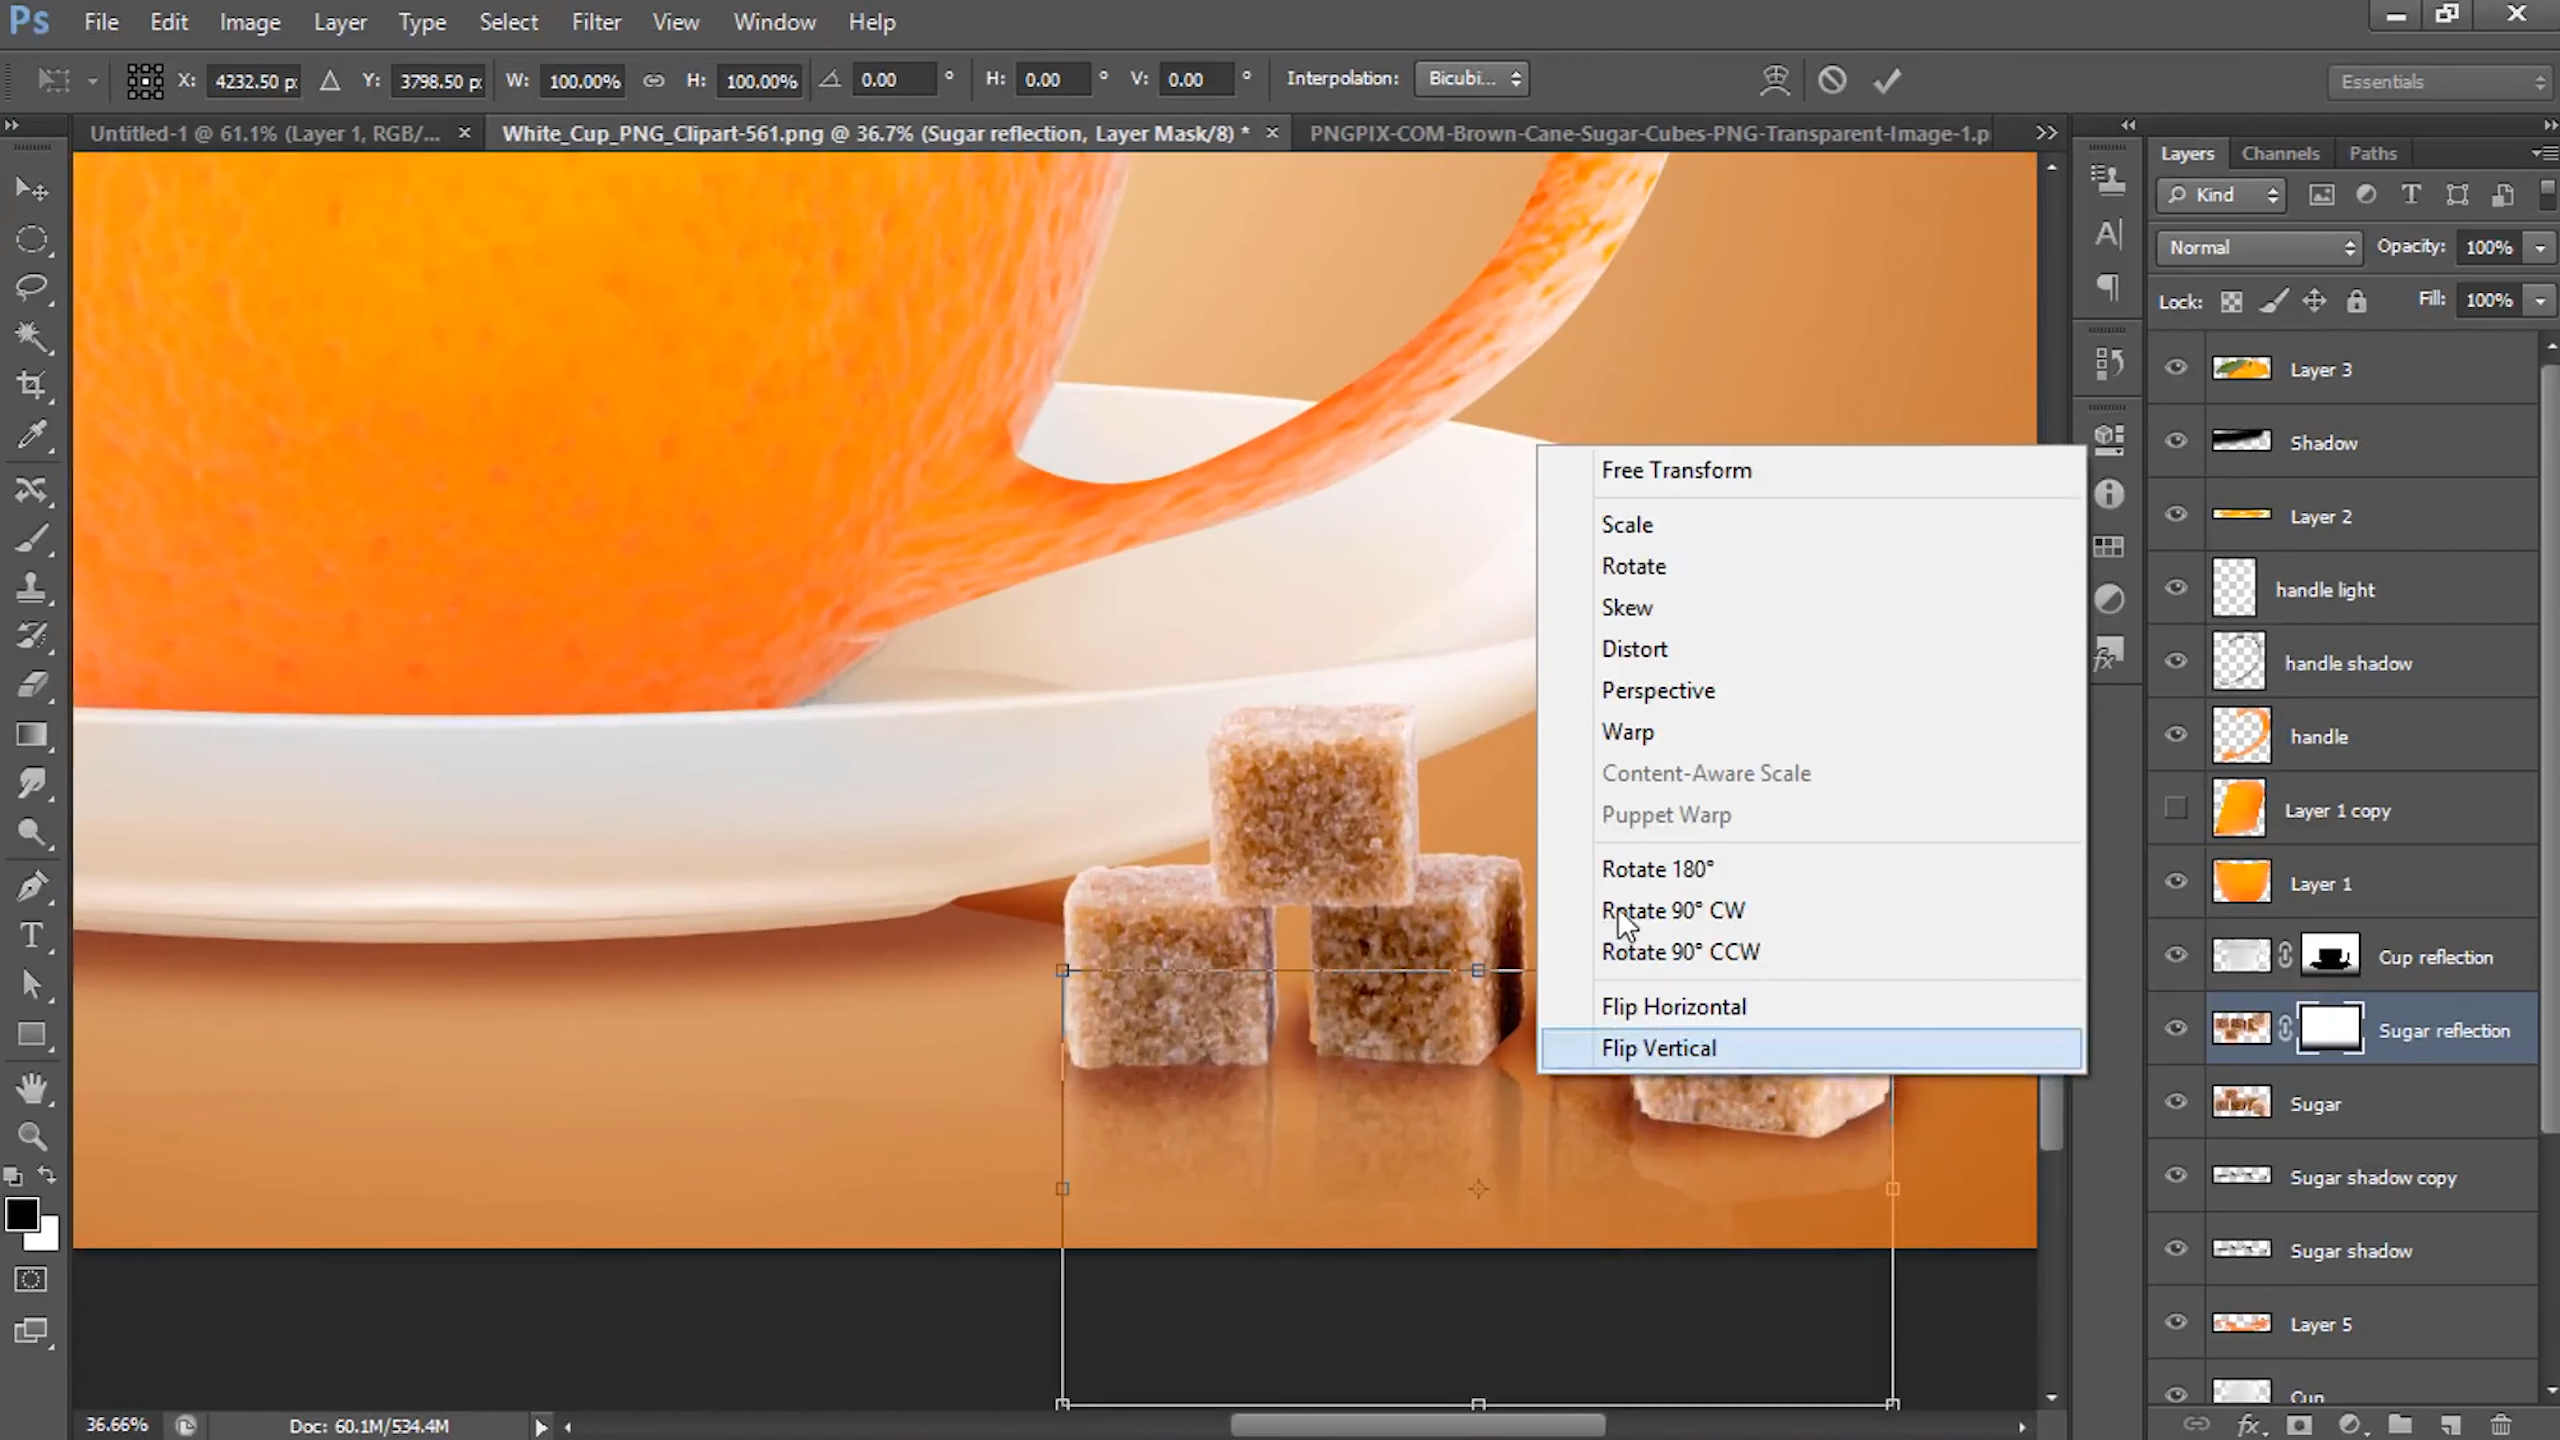 Ps File Edit Image Layer Type Select Filter View Window Help
X: 4232.50 p: Y: 3798.50 p: W: 100.00% H: 100.00% 0.00 ° H: 0.00 ° V: 0.00 ° Interpolation: Bicubi... Essentials
Untitled-1 @ 61.1% (Layer 1, RGB/... × White_Cup_PNG_Clipart-561.png @ 36.7% (Sugar reflection, Layer Mask/8) * × PNGPIX-COM-Brown-Cane-Sugar-Cubes-PNG-Transparent-Image-1.p
Layers Channels Paths
Kind
Normal Opacity: 100%
Lock: Fill: 100%
Layer 3
Shadow
Layer 2
handle light
handle shadow
handle
Layer 1 copy
Layer 1
Cup reflection
Sugar reflection
Sugar
Sugar shadow copy
Sugar shadow
Layer 5
Cup
Free Transform
Scale
Rotate
Skew
Distort
Perspective
Warp
Content-Aware Scale
Puppet Warp
Rotate 180°
Rotate 90° CW
Rotate 90° CCW
Flip Horizontal
Flip Vertical
36.66% Doc: 60.1M/534.4M